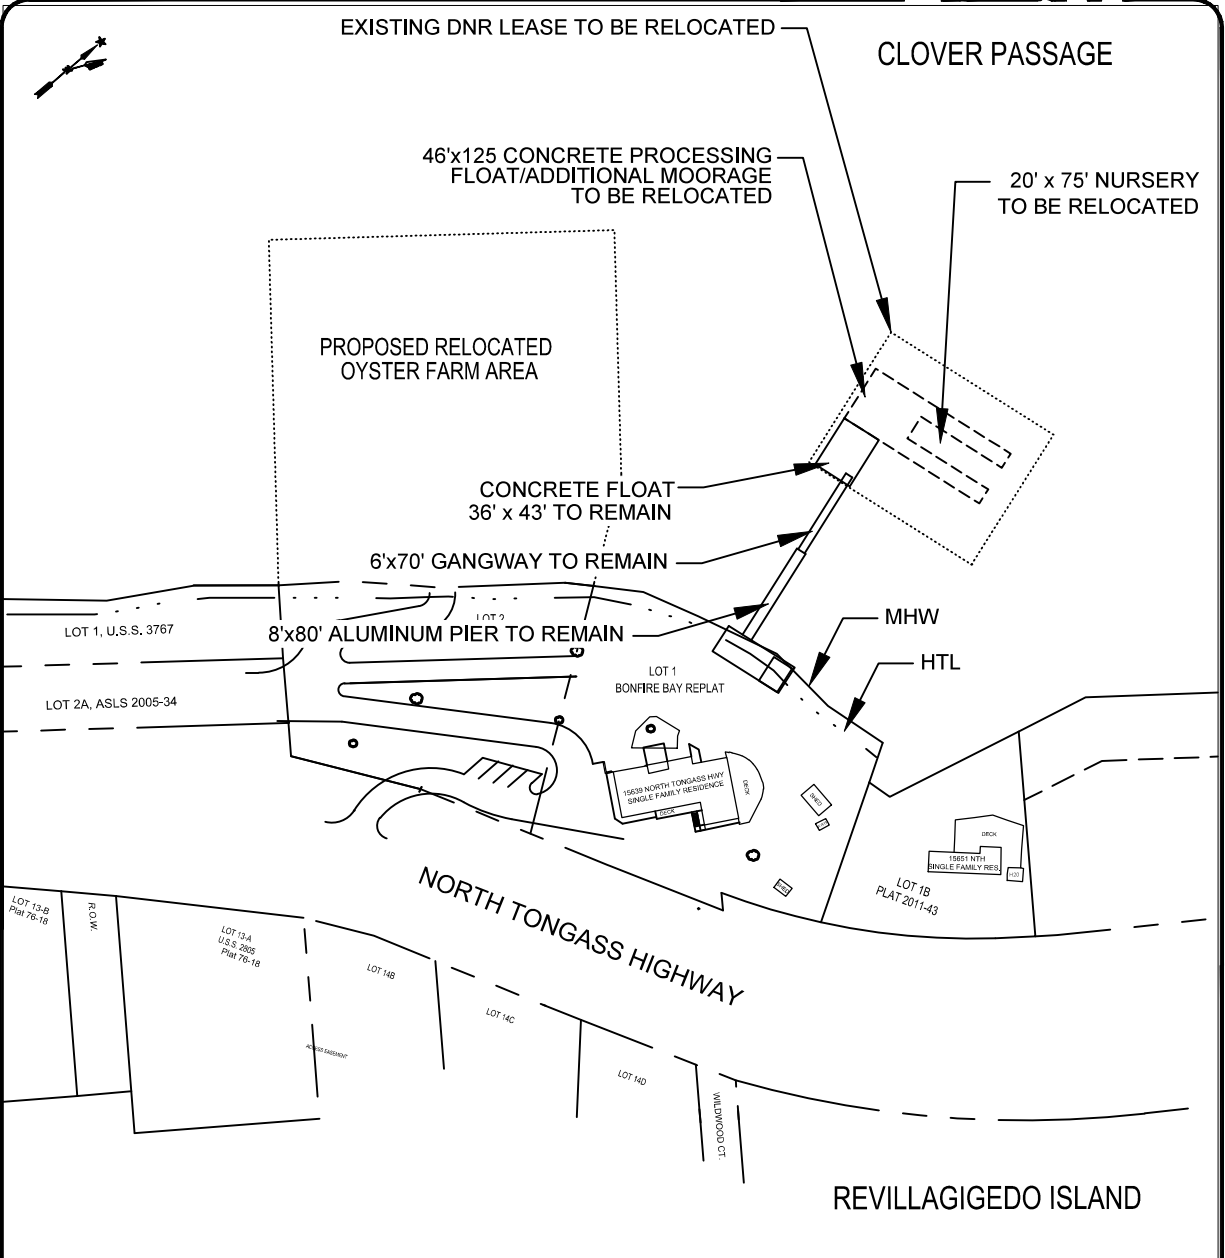 EXISTING DNR LEASE TO BE RELOCATED
CLOVER PASSAGE
46'x125 CONCRETE PROCESSING
FLOAT/ADDITIONAL MOORAGE
TO BE RELOCATED
20' x 75' NURSERY
TO BE RELOCATED
PROPOSED RELOCATED
OYSTER FARM AREA
CONCRETE FLOAT
36' x 43' TO REMAIN
6'x70' GANGWAY TO REMAIN
LOT 2
8'x80' ALUMINUM PIER TO REMAIN
MHW
HTL
LOT 1, U.S.S. 3767
LOT 2A, ASLS 2005-34
LOT 1
BONFIRE BAY REPLAT
15639 NORTH TONGASS HWY
SINGLE FAMILY RESIDENCE
DECK
DECK
SHED
SHED
DECK
15651 NTH
SINGLE FAMILY RES.
H20
LOT 1B
PLAT 2011-43
NORTH TONGASS HIGHWAY
LOT 13-B
Plat 76-18
R.O.W.
LOT 13-A
U.S.S. 2805
Plat 76-18
LOT 14B
LOT 14C
LOT 14D
ACCESS EASEMENT
WILDWOOD CT.
REVILLAGIGEDO ISLAND